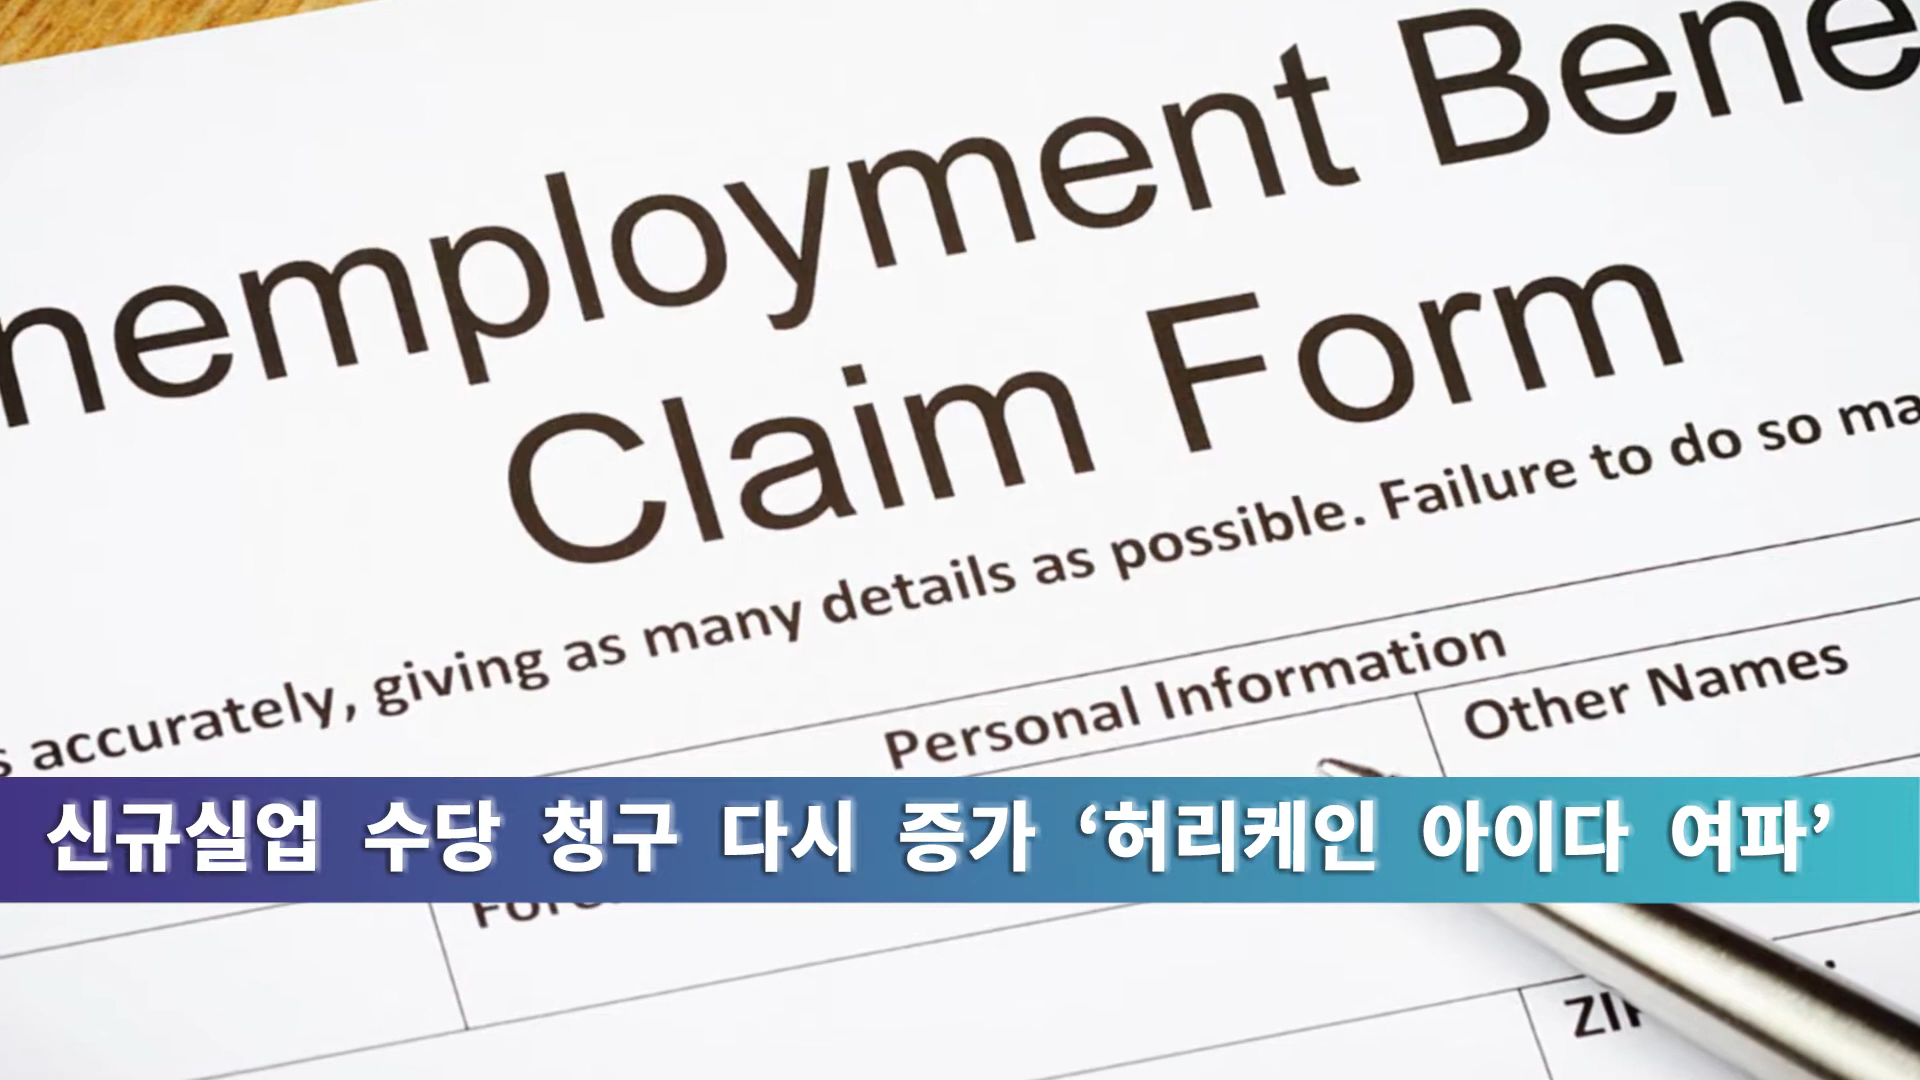 nemployment Bene
Claim Form
s accurately, giving as many details as possible. Failure to do so ma
Personal Information
Other Names
신규실업 수당 청구 다시 증가 ‘허리케인 아이다 여파’